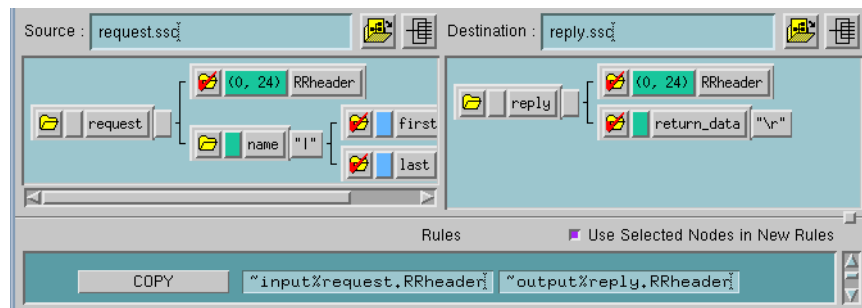 Source : request.ssc Destination : reply.ssc
(0, 24) RRheader (0, 24) RRheader
request reply
name "|" first return_data "\r"
last
Rules Use Selected Nodes in New Rules
COPY ~input%request.RRheader ~output%reply.RRheader